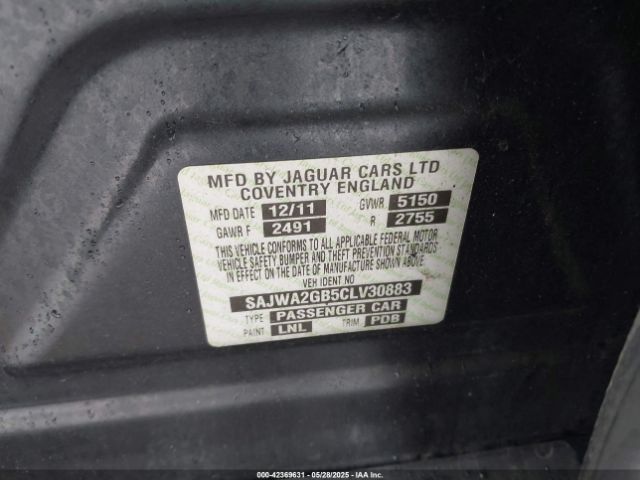 MFD BY JAGUAR CARS LTD
COVENTRY ENGLAND
MFD DATE 12/11 GVWR 5150
GAWR F 2491 R 2755
THIS VEHICLE CONFORMS TO ALL APPLICABLE FEDERAL MOTOR
VEHICLE SAFETY BUMPER AND THEFT PREVENTION STANDARDS
IN EFFECT ON THE DATE OF MANUFACTURE SHOWN ABOVE
VEH IDENT NO
SAJWA2GB5CLV30883
TYPE PASSENGER CAR
PAINT LNL TRIM PDB
000-42369631 - 05/28/2025 - IAA Inc.